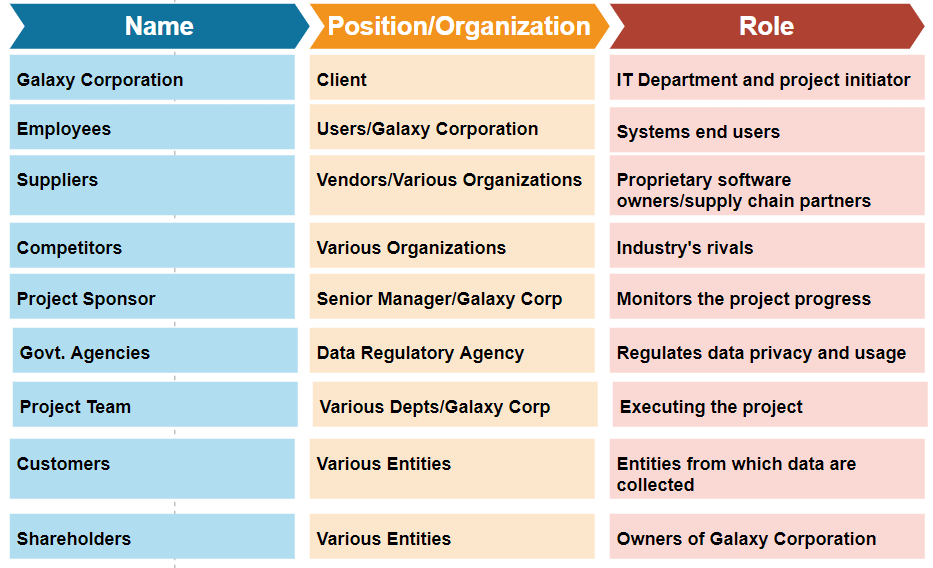 Name Position/Organization Role
Galaxy Corporation Client IT Department and project initiator
Employees Users/Galaxy Corporation Systems end users
Suppliers Vendors/Various Organizations Proprietary software
owners/supply chain partners
Competitors Various Organizations Industry's rivals
Project Sponsor Senior Manager/Galaxy Corp Monitors the project progress
Govt. Agencies Data Regulatory Agency Regulates data privacy and usage
Project Team Various Depts/Galaxy Corp Executing the project
Customers Various Entities Entities from which data are
collected
Shareholders Various Entities Owners of Galaxy Corporation